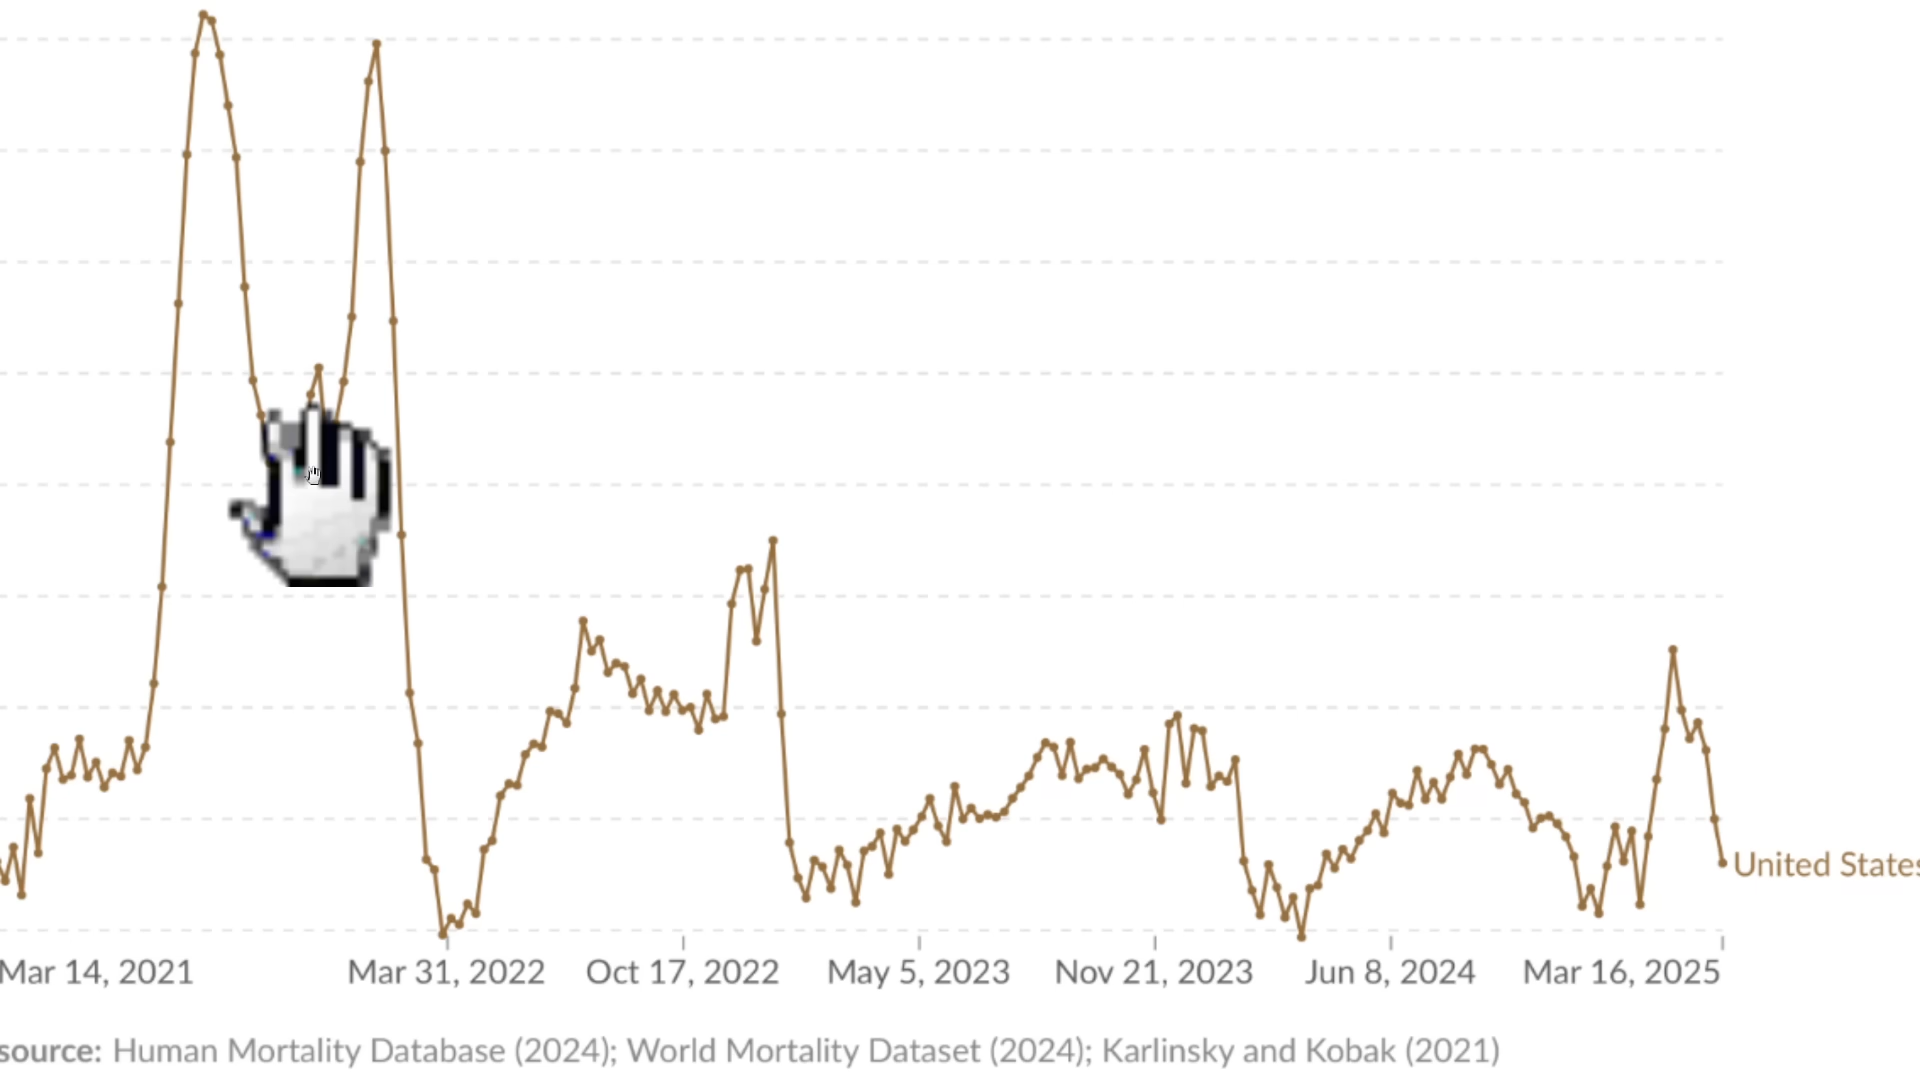 United States
Mar 14, 2021 Mar 31, 2022 Oct 17, 2022 May 5, 2023 Nov 21, 2023 Jun 8, 2024 Mar 16, 2025
source: Human Mortality Database (2024); World Mortality Dataset (2024); Karlinsky and Kobak (2021)